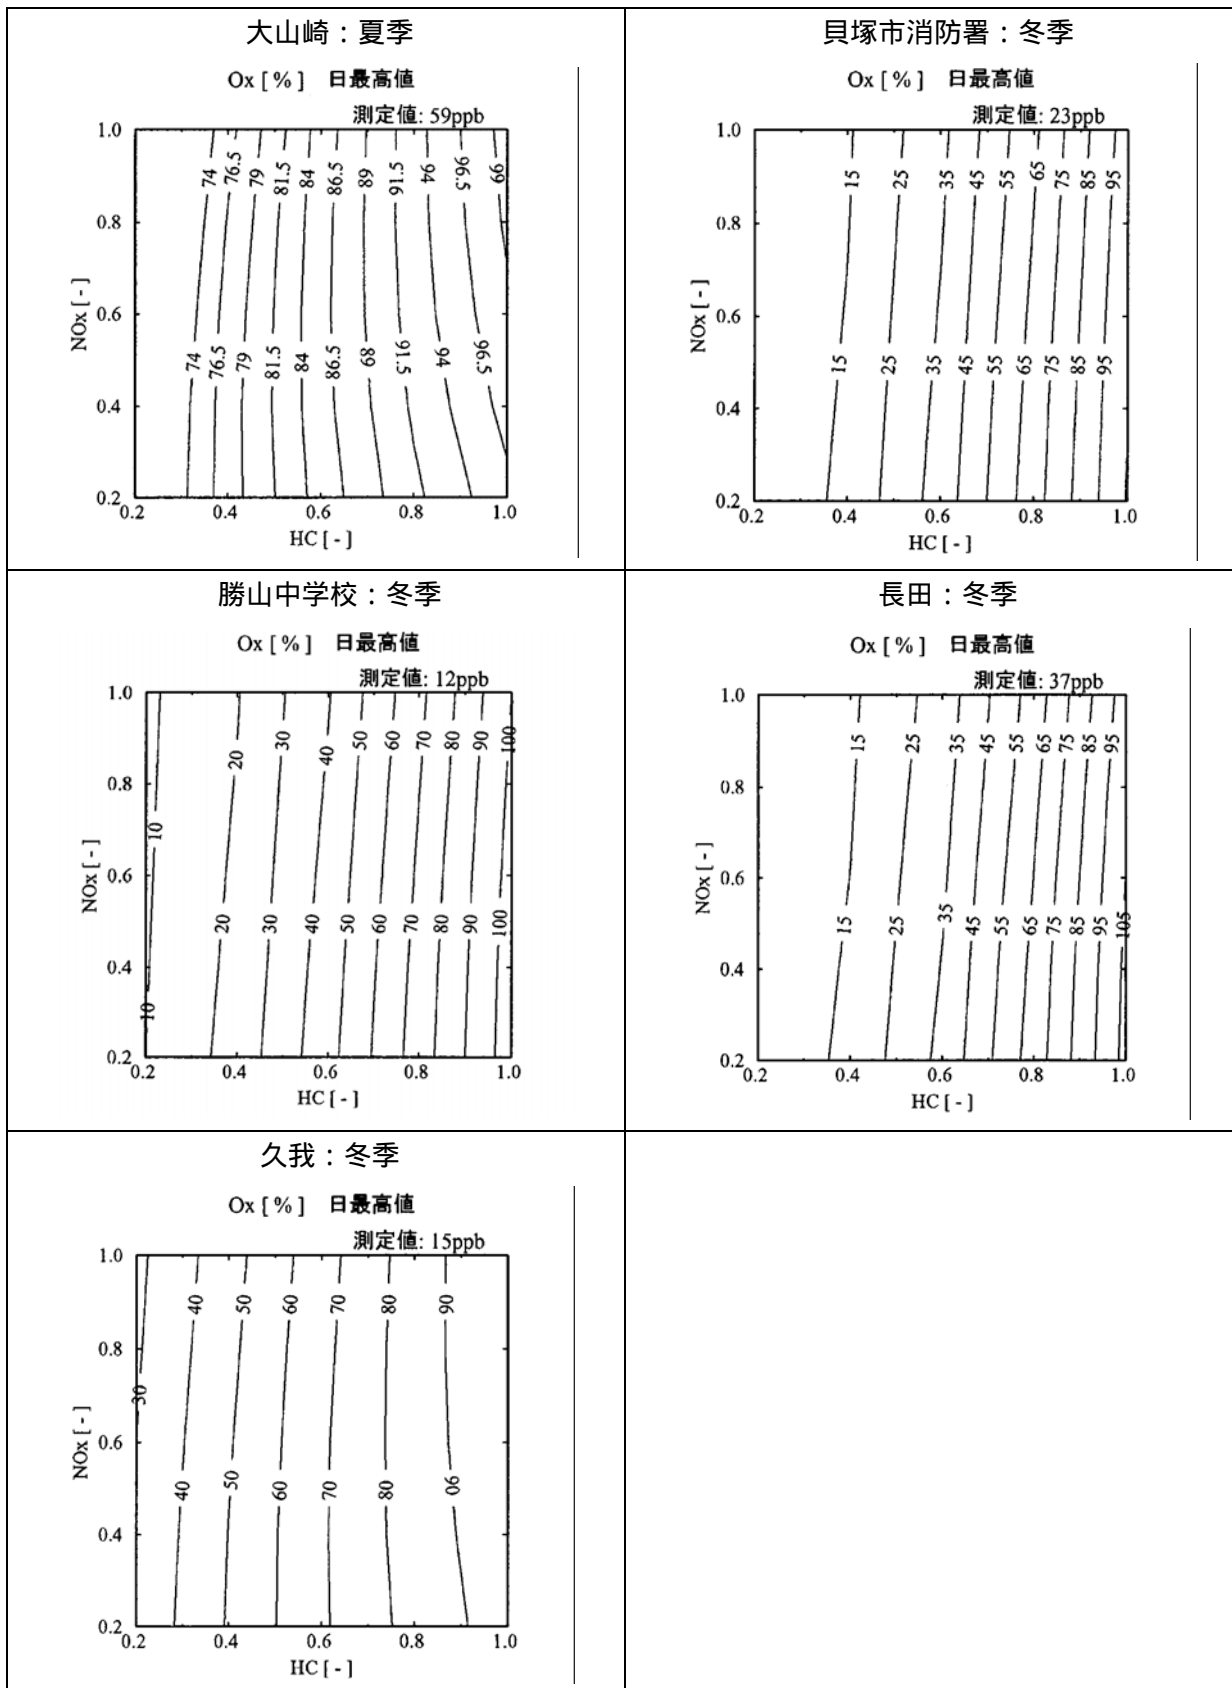 大山崎：夏季
Ox [ % ] 日最高値
測定値: 59ppb
1.0
0.8
0.6
0.4
0.2
NOx [ - ]
74 76.5 79 81.5 84 86.5 89 91.5 94 96.5 99
74 76.5 79 81.5 84 86.5 89 91.5 94 96.5
0.2 0.4 0.6 0.8 1.0
HC [ - ]
貝塚市消防署：冬季
Ox [ % ] 日最高値
測定値: 23ppb
1.0
0.8
0.6
0.4
0.2
NOx [ - ]
15 25 35 45 55 65 75 85 95
15 25 35 45 55 65 75 85 95
0.2 0.4 0.6 0.8 1.0
HC [ - ]
勝山中学校：冬季
Ox [ % ] 日最高値
測定値: 12ppb
1.0
0.8
0.6
0.4
0.2
NOx [ - ]
20 30 40 50 60 70 80 90 100
10
20 30 40 50 60 70 80 90 100
10
0.2 0.4 0.6 0.8 1.0
HC [ - ]
長田：冬季
Ox [ % ] 日最高値
測定値: 37ppb
1.0
0.8
0.6
0.4
0.2
NOx [ - ]
15 25 35 45 55 65 75 85 95
15 25 35 45 55 65 75 85 95 105
0.2 0.4 0.6 0.8 1.0
HC [ - ]
久我：冬季
Ox [ % ] 日最高値
測定値: 15ppb
1.0
0.8
0.6
0.4
0.2
NOx [ - ]
40 50 60 70 80 90
30
40 50 60 70 80 90
0.2 0.4 0.6 0.8 1.0
HC [ - ]